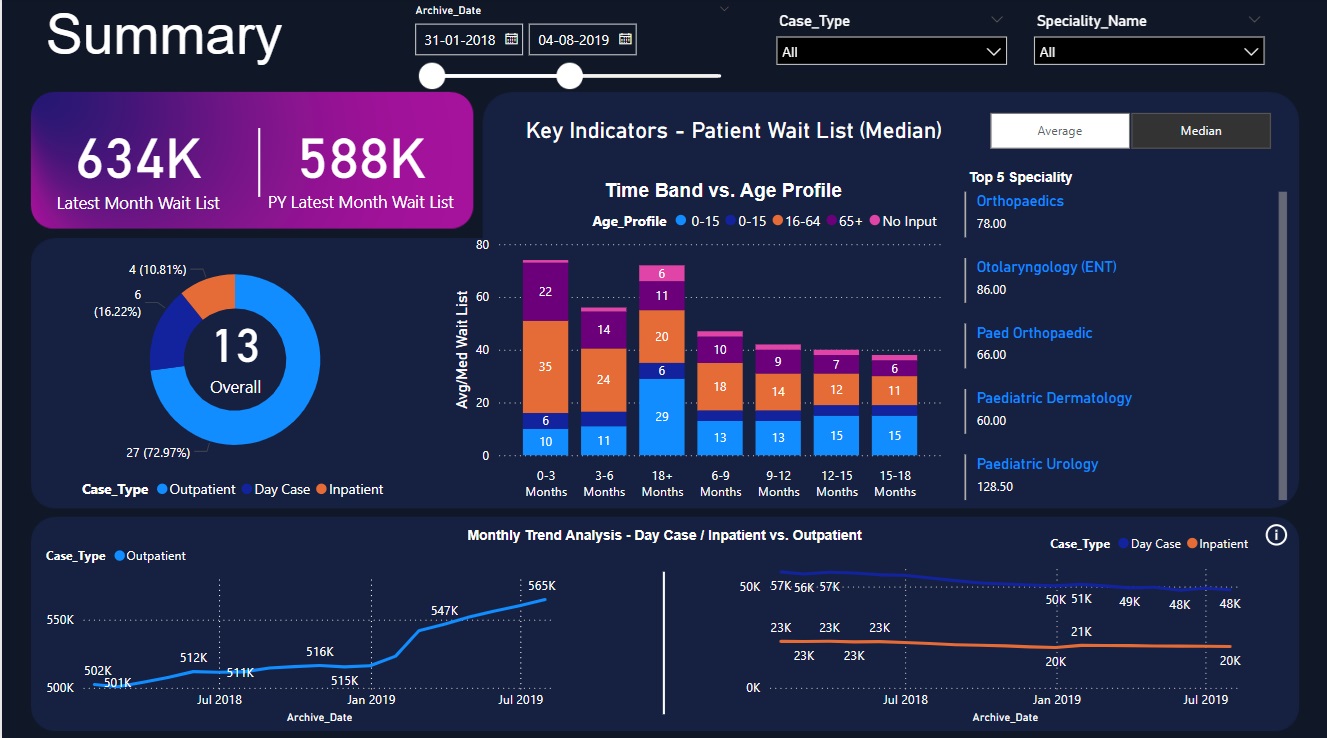 Summary
Archive_Date
31-01-2018
04-08-2019
Case_Type
All
Speciality_Name
All
634K
Latest Month Wait List
588K
PY Latest Month Wait List
Key Indicators - Patient Wait List (Median)
Average
Median
4 (10.81%)
6
(16.22%)
13
Overall
27 (72.97%)
Case_Type Outpatient Day Case Inpatient
Time Band vs. Age Profile
Age_Profile 0-15 0-15 16-64 65+ No Input
Avg/Med Wait List
80
60
40
20
0
22
35
6
10
14
24
11
6
11
20
6
29
10
18
13
9
14
13
7
12
15
6
11
15
0-3
Months
3-6
Months
18+
Months
6-9
Months
9-12
Months
12-15
Months
15-18
Months
Top 5 Speciality
Orthopaedics
78.00
Otolaryngology (ENT)
86.00
Paed Orthopaedic
66.00
Paediatric Dermatology
60.00
Paediatric Urology
128.50
Monthly Trend Analysis - Day Case / Inpatient vs. Outpatient
Case_Type Outpatient
550K
500K
502K
501K
512K
511K
516K
515K
547K
565K
Jul 2018
Jan 2019
Jul 2019
Archive_Date
Case_Type Day Case Inpatient
50K
0K
57K
56K
57K
50K
51K
49K
48K
48K
23K
23K
23K
23K
23K
20K
21K
20K
Jul 2018
Jan 2019
Jul 2019
Archive_Date